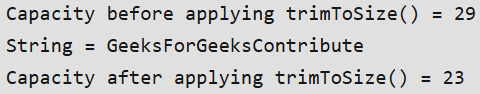 Capacity before applying trimToSize() = 29
String = GeeksForGeeksContribute
Capacity after applying trimToSize() = 23